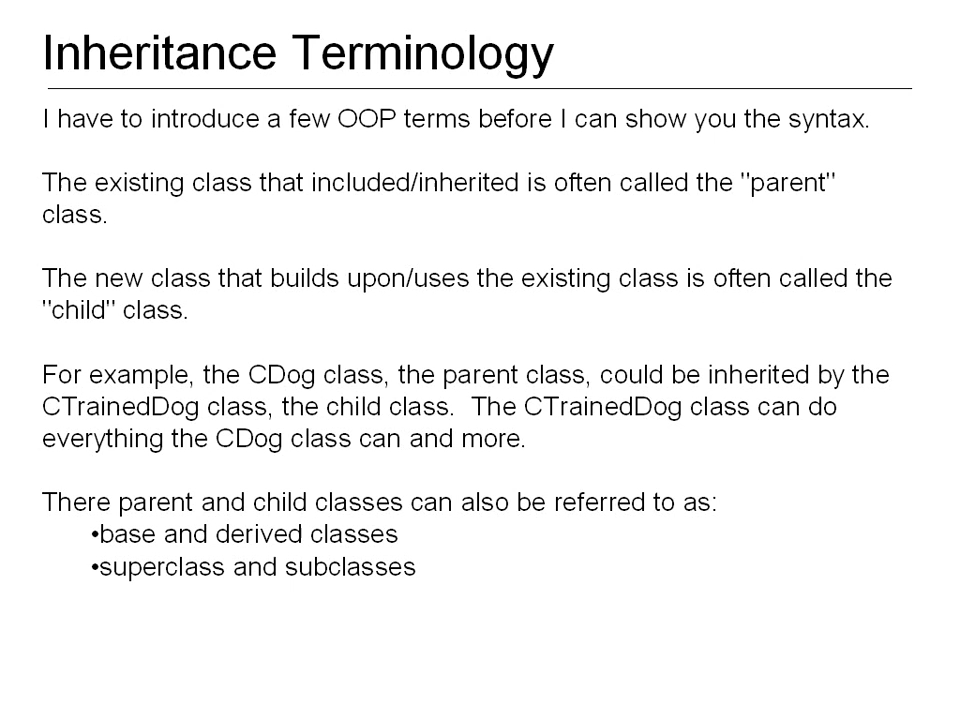 Inheritance Terminology
I have to introduce a few OOP terms before I can show you the syntax.
The existing class that included/inherited is often called the "parent"
class.
The new class that builds upon/uses the existing class is often called the
"child" class.
For example, the CDog class, the parent class, could be inherited by the
CTrainedDog class, the child class.  The CTrainedDog class can do
everything the CDog class can and more.
There parent and child classes can also be referred to as:
•base and derived classes
•superclass and subclasses